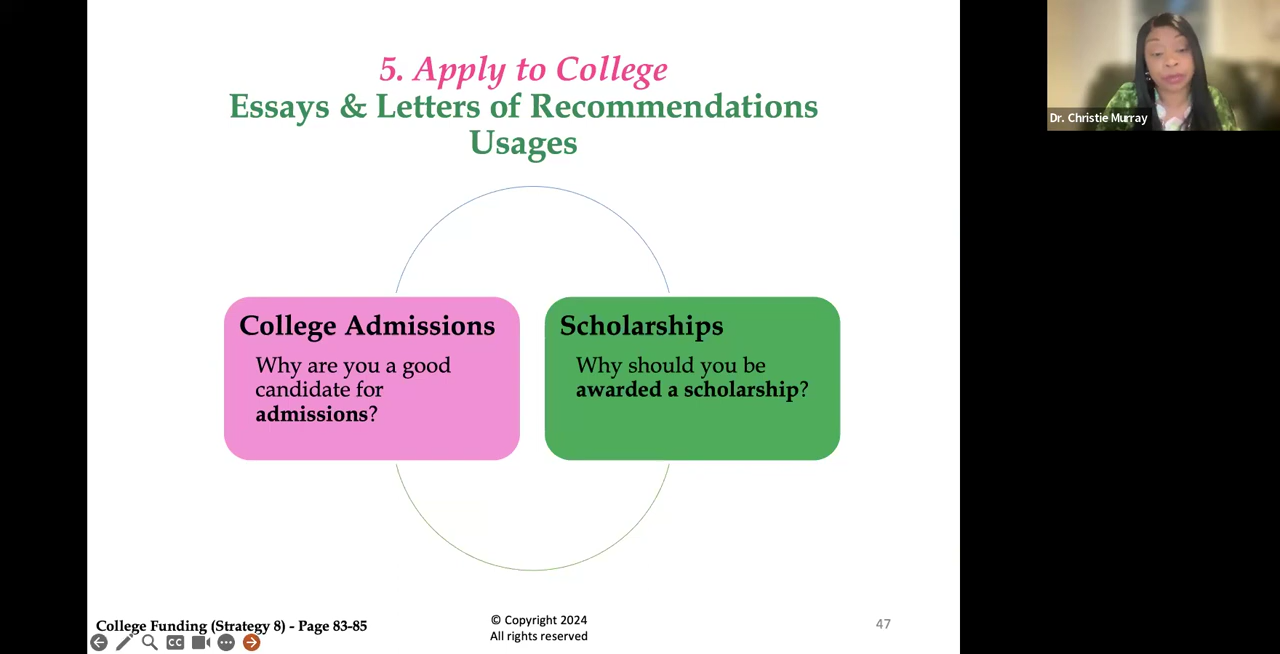 5. Apply to College
Essays & Letters of Recommendations
Usages
College Admissions
Why are you a good
candidate for
admissions?
Scholarships
Why should you be
awarded a scholarship?
College Funding (Strategy 8) - Page 83-85
© Copyright 2024
All rights reserved
47
CC
Dr. Christie Murray